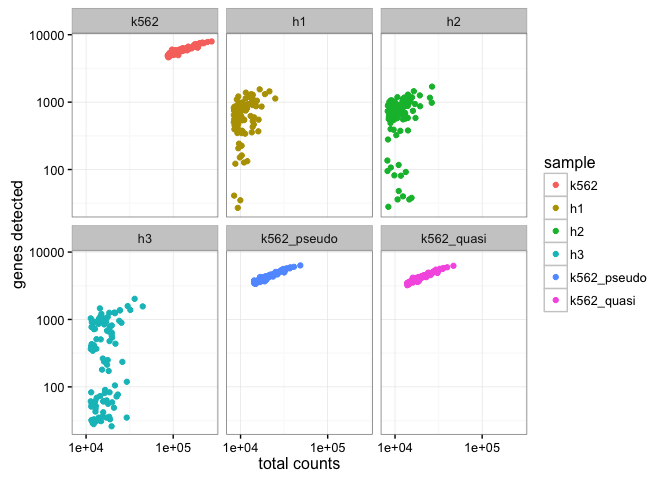 k562 h1 h2
10000
1000
100
genes detected
h3 k562_pseudo k562_quasi
10000
1000
100
1e+04 1e+05 1e+04 1e+05 1e+04 1e+05
total counts
sample
k562
h1
h2
h3
k562_pseudo
k562_quasi